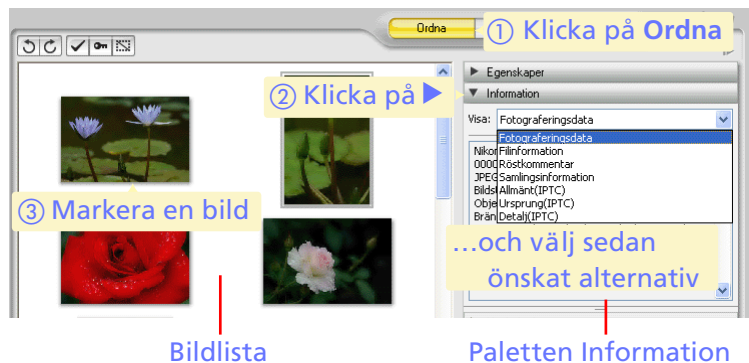 Ordna
① Klicka på Ordna
Egenskaper
② Klicka på ▶
Information
Visa: Fotograferingsdata
Fotograferingsdata
Nikon Filinformation
0000 Röstkommentar
JPEG Samlingsinformation
Bildst Allmänt(IPTC)
Obje Ursprung(IPTC)
Brän Detalj(IPTC)
③ Markera en bild
...och välj sedan
önskat alternativ
Bildlista
Paletten Information